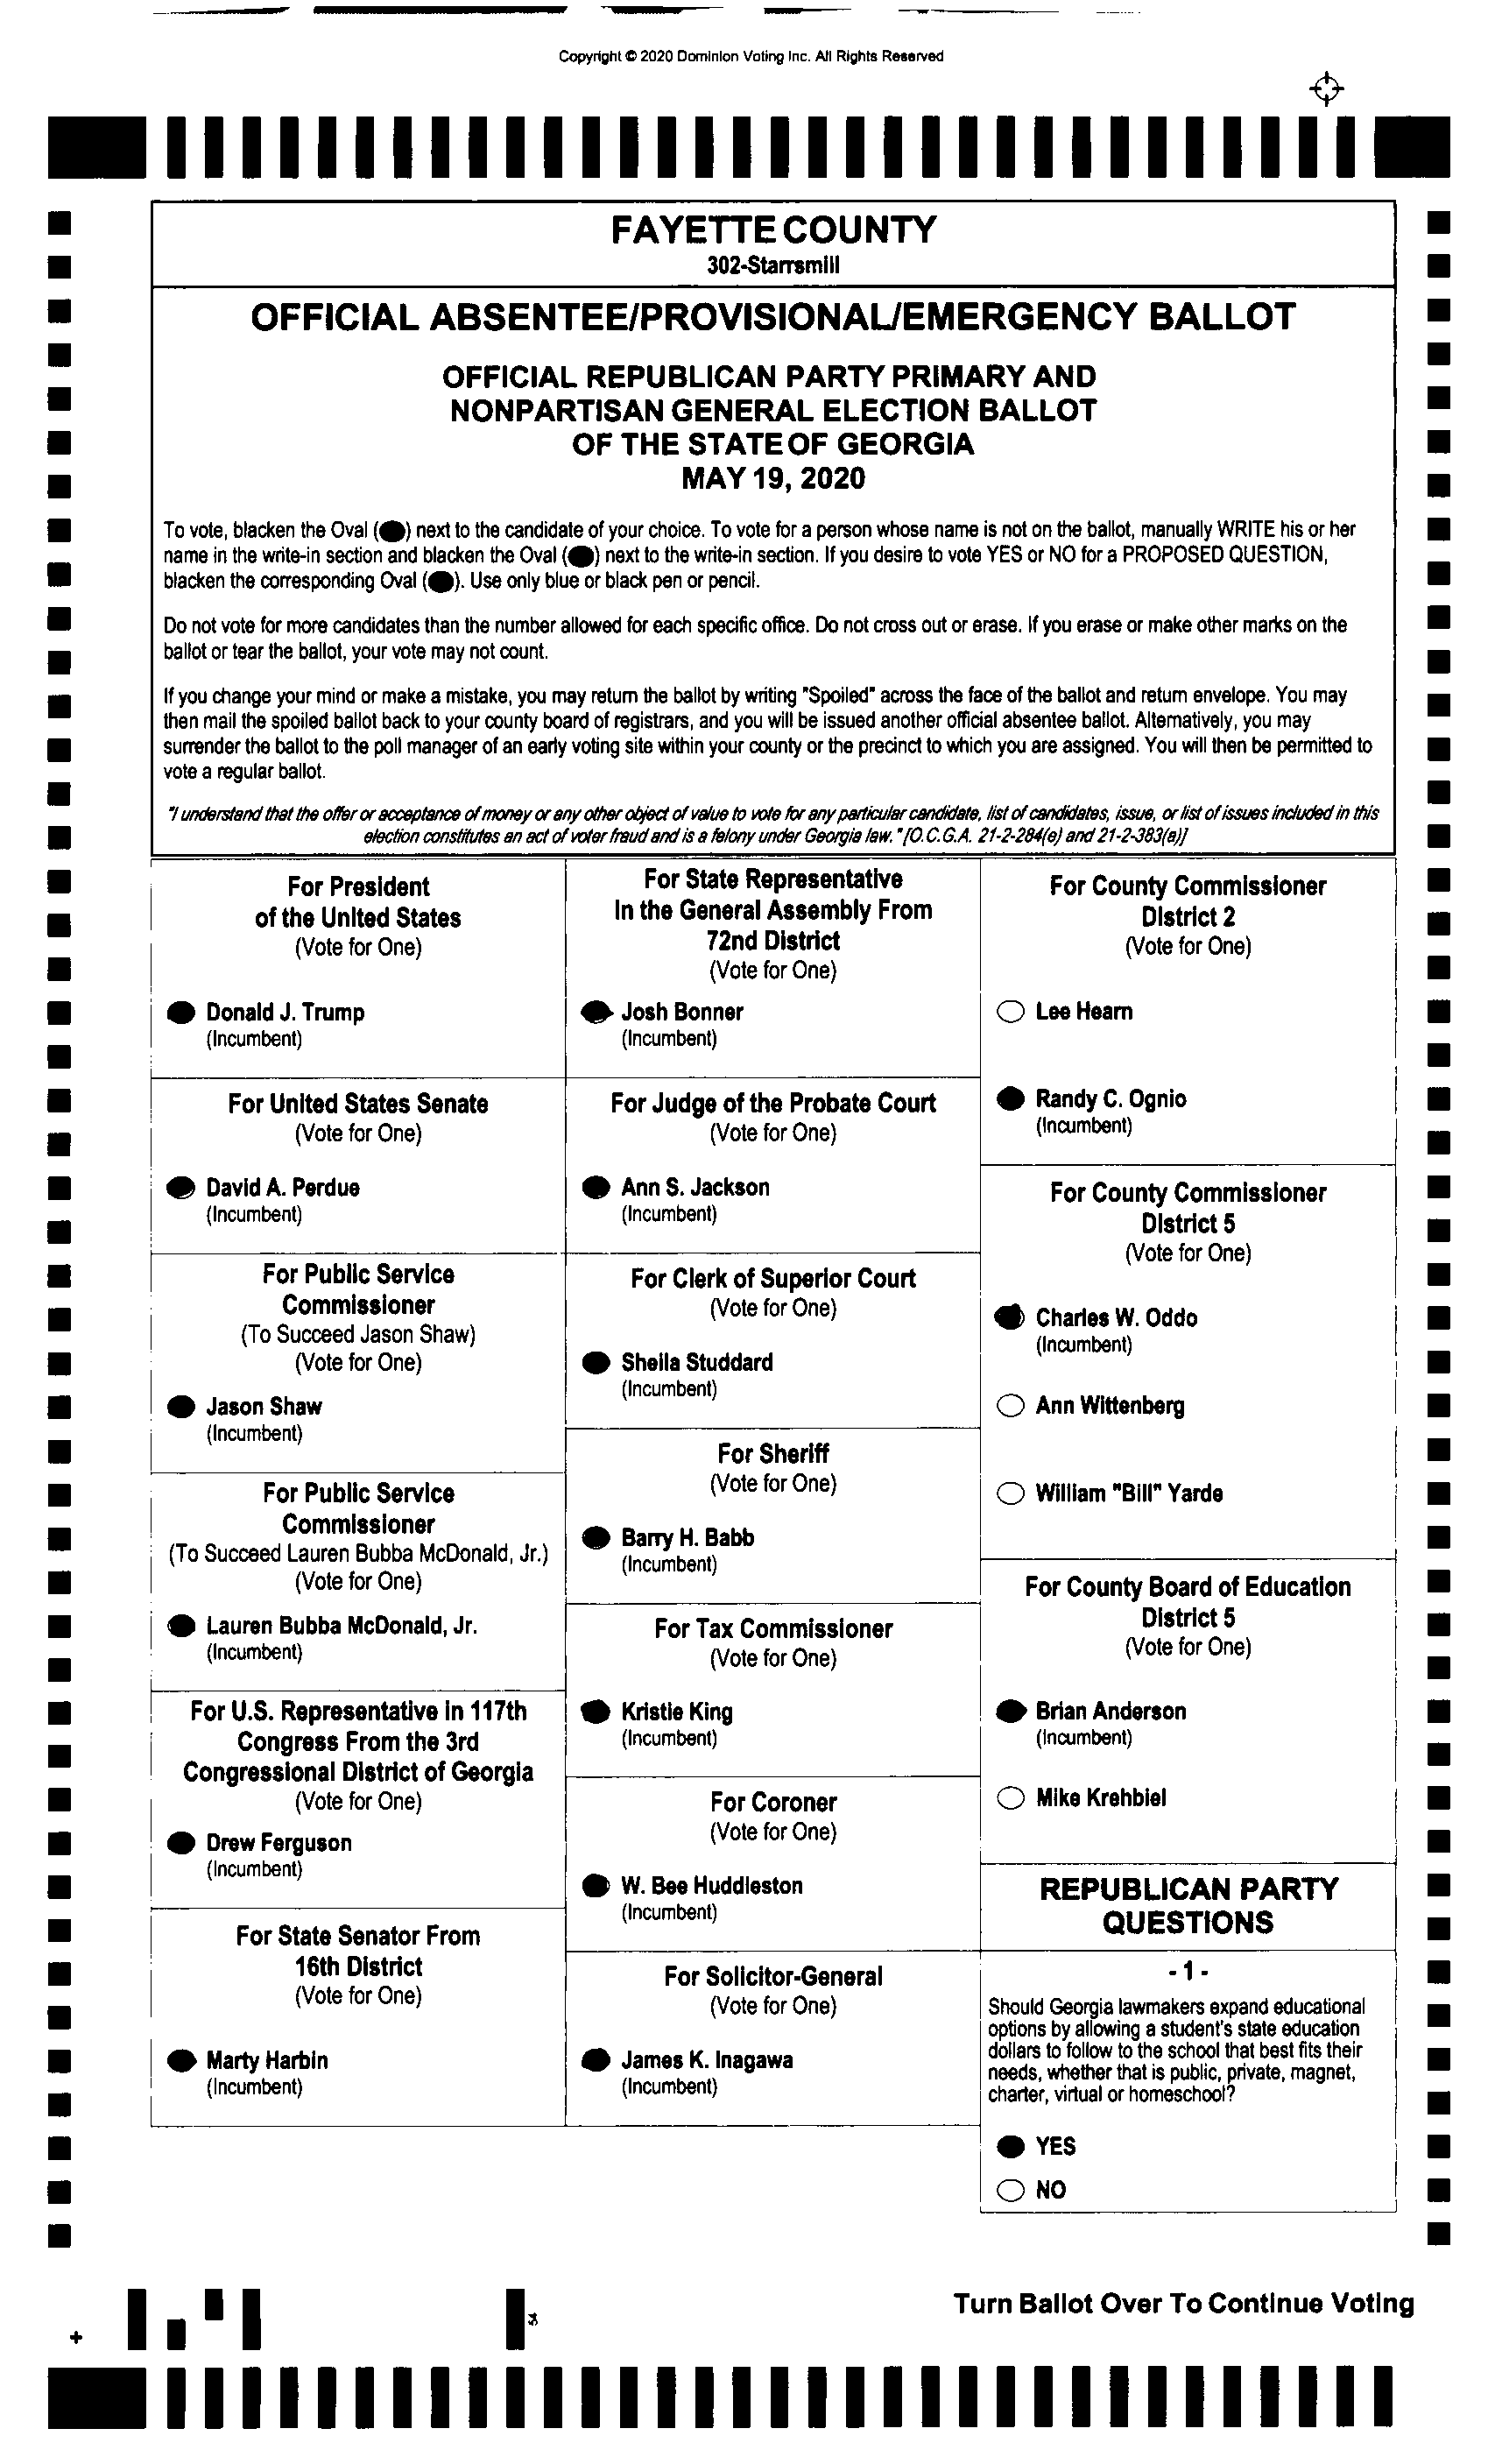 Copyright © 2020 Dominion Voting Inc. All Rights Reserved
FAYETTE COUNTY
302-Starrsmill
OFFICIAL ABSENTEE/PROVISIONAL/EMERGENCY BALLOT
OFFICIAL REPUBLICAN PARTY PRIMARY AND
NONPARTISAN GENERAL ELECTION BALLOT
OF THE STATE OF GEORGIA
MAY 19, 2020
To vote, blacken the Oval ( ) next to the candidate of your choice. To vote for a person whose name is not on the ballot, manually WRITE his or her
name in the write-in section and blacken the Oval ( ) next to the write-in section. If you desire to vote YES or NO for a PROPOSED QUESTION,
blacken the corresponding Oval ( ). Use only blue or black pen or pencil.
Do not vote for more candidates than the number allowed for each specific office. Do not cross out or erase. If you erase or make other marks on the
ballot or tear the ballot, your vote may not count.
If you change your mind or make a mistake, you may return the ballot by writing "Spoiled" across the face of the ballot and return envelope. You may
then mail the spoiled ballot back to your county board of registrars, and you will be issued another official absentee ballot. Alternatively, you may
surrender the ballot to the poll manager of an early voting site within your county or the precinct to which you are assigned. You will then be permitted to
vote a regular ballot.
"I understand that the offer or acceptance of money or any other object of value to vote for any particular candidate, list of candidates, issue, or list of issues included in this
election constitutes an act of voter fraud and is a felony under Georgia law." [O.C.G.A. 21-2-284(e) and 21-2-383(a)]
For President
of the United States
(Vote for One)
Donald J. Trump
(Incumbent)
For United States Senate
(Vote for One)
David A. Perdue
(Incumbent)
For Public Service
Commissioner
(To Succeed Jason Shaw)
(Vote for One)
Jason Shaw
(Incumbent)
For Public Service
Commissioner
(To Succeed Lauren Bubba McDonald, Jr.)
(Vote for One)
Lauren Bubba McDonald, Jr.
(Incumbent)
For U.S. Representative in 117th
Congress From the 3rd
Congressional District of Georgia
(Vote for One)
Drew Ferguson
(Incumbent)
For State Senator From
16th District
(Vote for One)
Marty Harbin
(Incumbent)
For State Representative
In the General Assembly From
72nd District
(Vote for One)
Josh Bonner
(Incumbent)
For Judge of the Probate Court
(Vote for One)
Ann S. Jackson
(Incumbent)
For Clerk of Superior Court
(Vote for One)
Sheila Studdard
(Incumbent)
For Sheriff
(Vote for One)
Barry H. Babb
(Incumbent)
For Tax Commissioner
(Vote for One)
Kristie King
(Incumbent)
For Coroner
(Vote for One)
W. Bee Huddleston
(Incumbent)
For Solicitor-General
(Vote for One)
James K. Inagawa
(Incumbent)
For County Commissioner
District 2
(Vote for One)
Lee Hearn
Randy C. Ognio
(Incumbent)
For County Commissioner
District 5
(Vote for One)
Charles W. Oddo
(Incumbent)
Ann Wittenberg
William "Bill" Yarde
For County Board of Education
District 5
(Vote for One)
Brian Anderson
(Incumbent)
Mike Krehbiel
REPUBLICAN PARTY
QUESTIONS
- 1 -
Should Georgia lawmakers expand educational
options by allowing a student's state education
dollars to follow to the school that best fits their
needs, whether that is public, private, magnet,
charter, virtual or homeschool?
YES
NO
Turn Ballot Over To Continue Voting